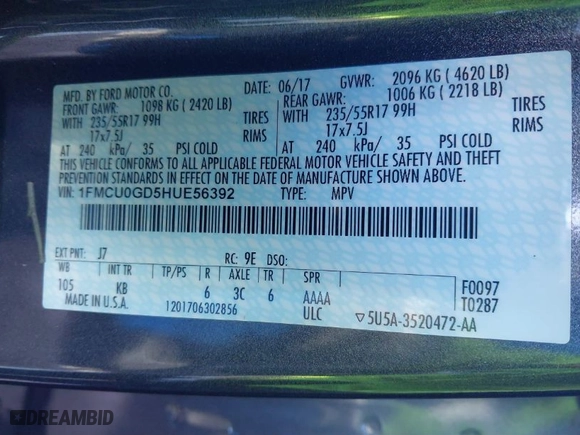 MFD. BY FORD MOTOR CO.
DATE: 06/17 GVWR: 2096 KG ( 4620 LB)
FRONT GAWR: 1098 KG ( 2420 LB)
REAR GAWR: 1006 KG ( 2218 LB)
WITH 235/55R17 99H TIRES
WITH 235/55R17 99H TIRES
17x7.5J RIMS
17x7.5J RIMS
AT 240 kPa/ 35 PSI COLD
AT 240 kPa/ 35 PSI COLD
THIS VEHICLE CONFORMS TO ALL APPLICABLE FEDERAL MOTOR VEHICLE SAFETY AND THEFT
PREVENTION STANDARDS IN EFFECT ON THE DATE OF MANUFACTURE SHOWN ABOVE.
VIN: 1FMCU0GD5HUE56392 TYPE: MPV
EXT PNT: J7 RC: 9E DSO:
WB INT TR TP/PS R AXLE TR SPR
105 KB 6 3C 6 AAAA
F0097
T0287
MADE IN U.S.A. 1201706302856 ULC ▽5U5A-3520472-AA
DREAMBID